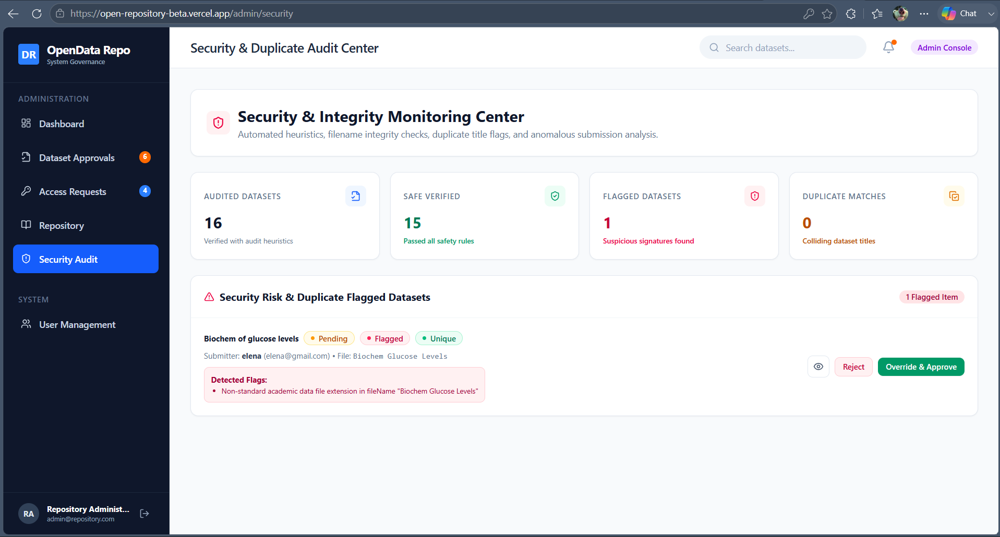 https://open-repository-beta.vercel.app/admin/security
Chat
DR
OpenData Repo
System Governance
ADMINISTRATION
Dashboard
Dataset Approvals
6
Access Requests
4
Repository
Security Audit
SYSTEM
User Management
RA
Repository Administ...
admin@repository.com
Security & Duplicate Audit Center
Search datasets...
Admin Console
Security & Integrity Monitoring Center
Automated heuristics, filename integrity checks, duplicate title flags, and anomalous submission analysis.
AUDITED DATASETS
16
Verified with audit heuristics
SAFE VERIFIED
15
Passed all safety rules
FLAGGED DATASETS
1
Suspicious signatures found
DUPLICATE MATCHES
0
Colliding dataset titles
Security Risk & Duplicate Flagged Datasets
1 Flagged Item
Biochem of glucose levels Pending Flagged Unique
Submitter: elena (elena@gmail.com) • File: Biochem Glucose Levels
Detected Flags:
• Non-standard academic data file extension in fileName "Biochem Glucose Levels"
Reject
Override & Approve